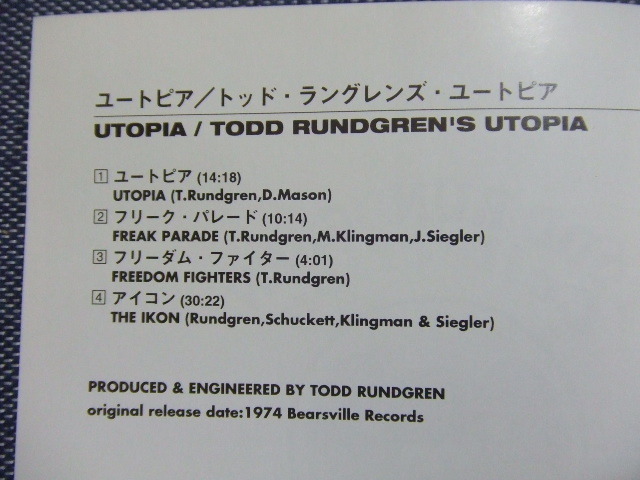 ユートピア／トッド・ラングレンズ・ユートピア
UTOPIA / TODD RUNDGREN'S UTOPIA
1 ユートピア (14:18)
UTOPIA (T.Rundgren,D.Mason)
2 フリーク・パレード (10:14)
FREAK PARADE (T.Rundgren,M.Klingman,J.Siegler)
3 フリーダム・ファイター (4:01)
FREEDOM FIGHTERS (T.Rundgren)
4 アイコン (30:22)
THE IKON (Rundgren,Schuckett,Klingman & Siegler)
PRODUCED & ENGINEERED BY TODD RUNDGREN
original release date:1974 Bearsville Records